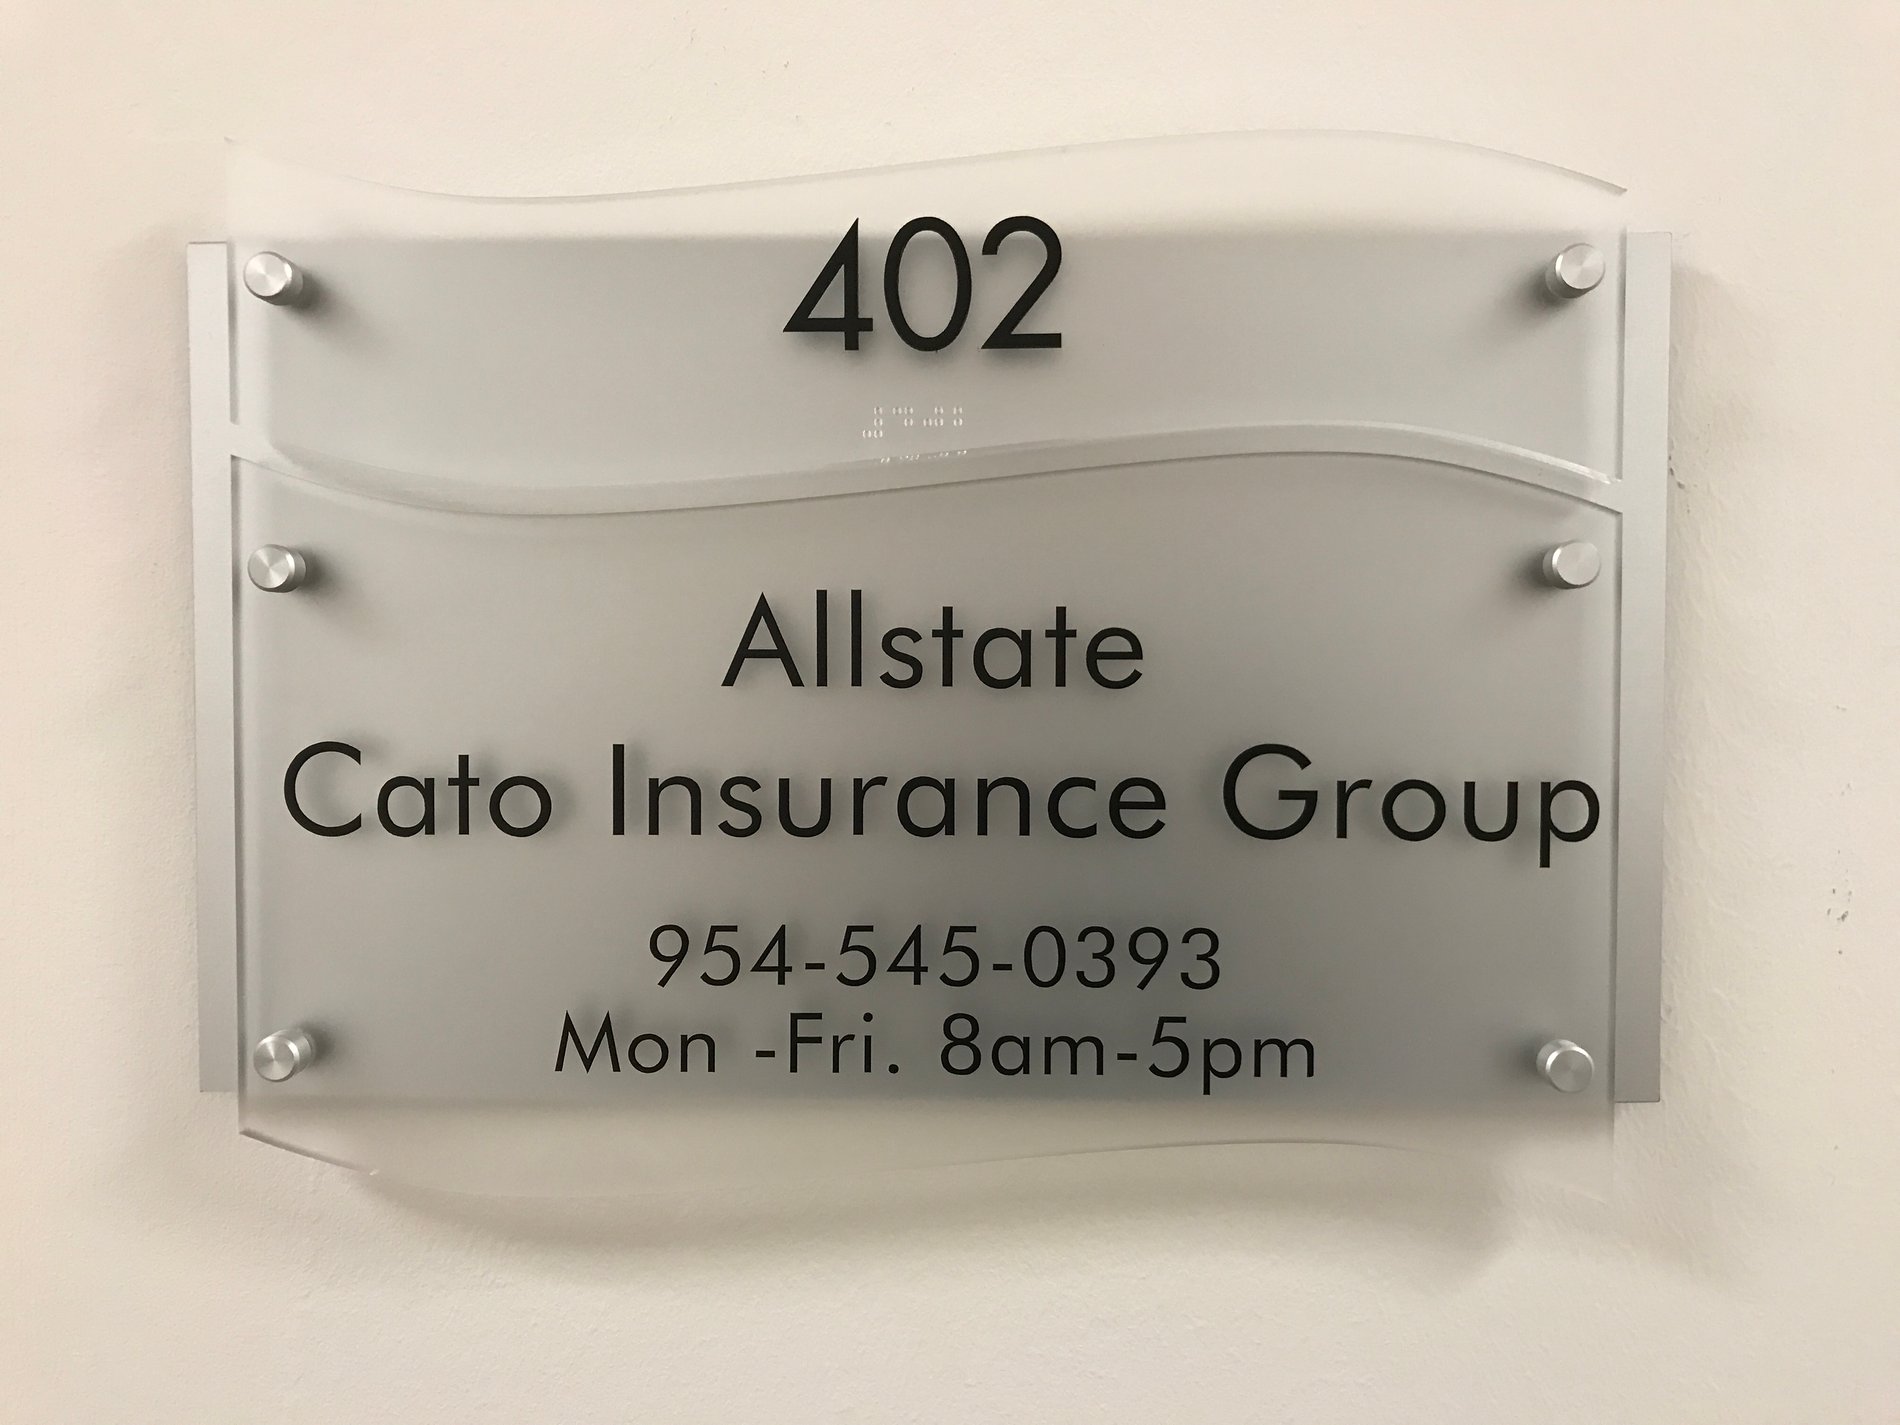 402
⠼⠙⠚⠃
Allstate
Cato Insurance Group
954-545-0393
Mon -Fri. 8am-5pm